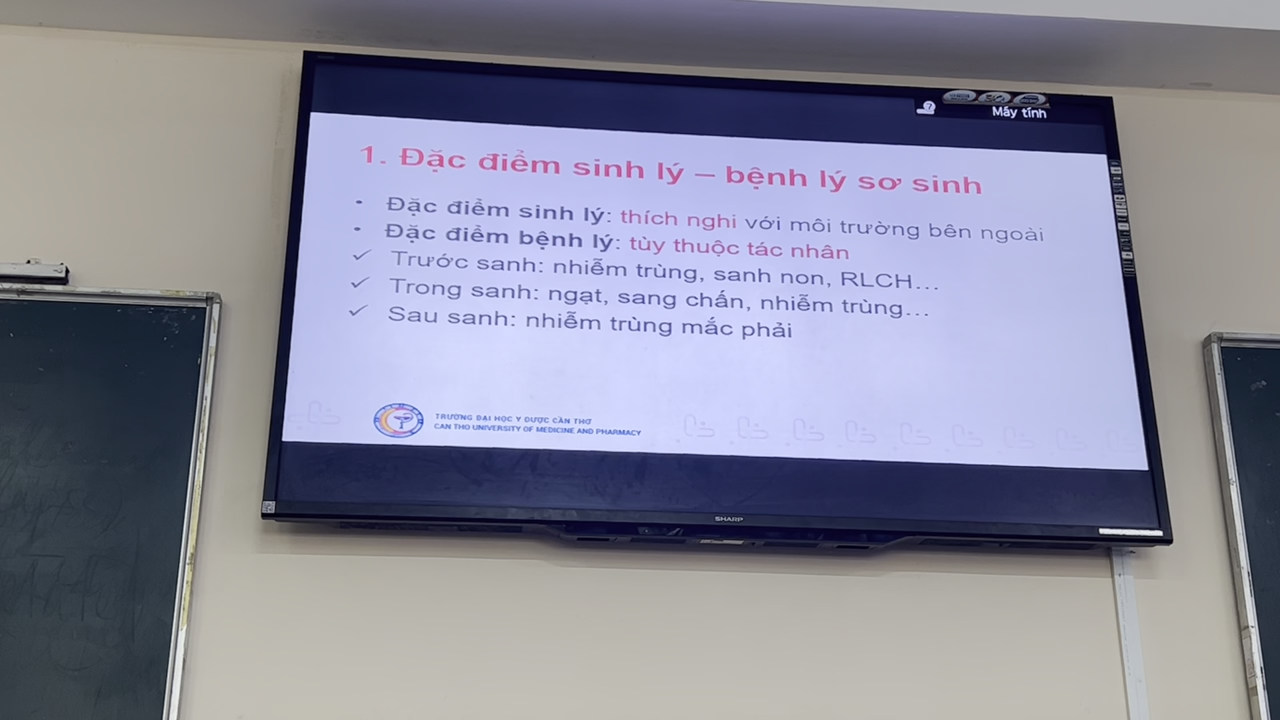 Máy tính
1. Đặc điểm sinh lý – bệnh lý sơ sinh
• Đặc điểm sinh lý: thích nghi với môi trường bên ngoài
• Đặc điểm bệnh lý: tùy thuộc tác nhân
✓ Trước sanh: nhiễm trùng, sanh non, RLCH...
✓ Trong sanh: ngạt, sang chấn, nhiễm trùng...
✓ Sau sanh: nhiễm trùng mắc phải
TRƯỜNG ĐẠI HỌC Y DƯỢC CẦN THƠ
CAN THO UNIVERSITY OF MEDICINE AND PHARMACY
SHARP